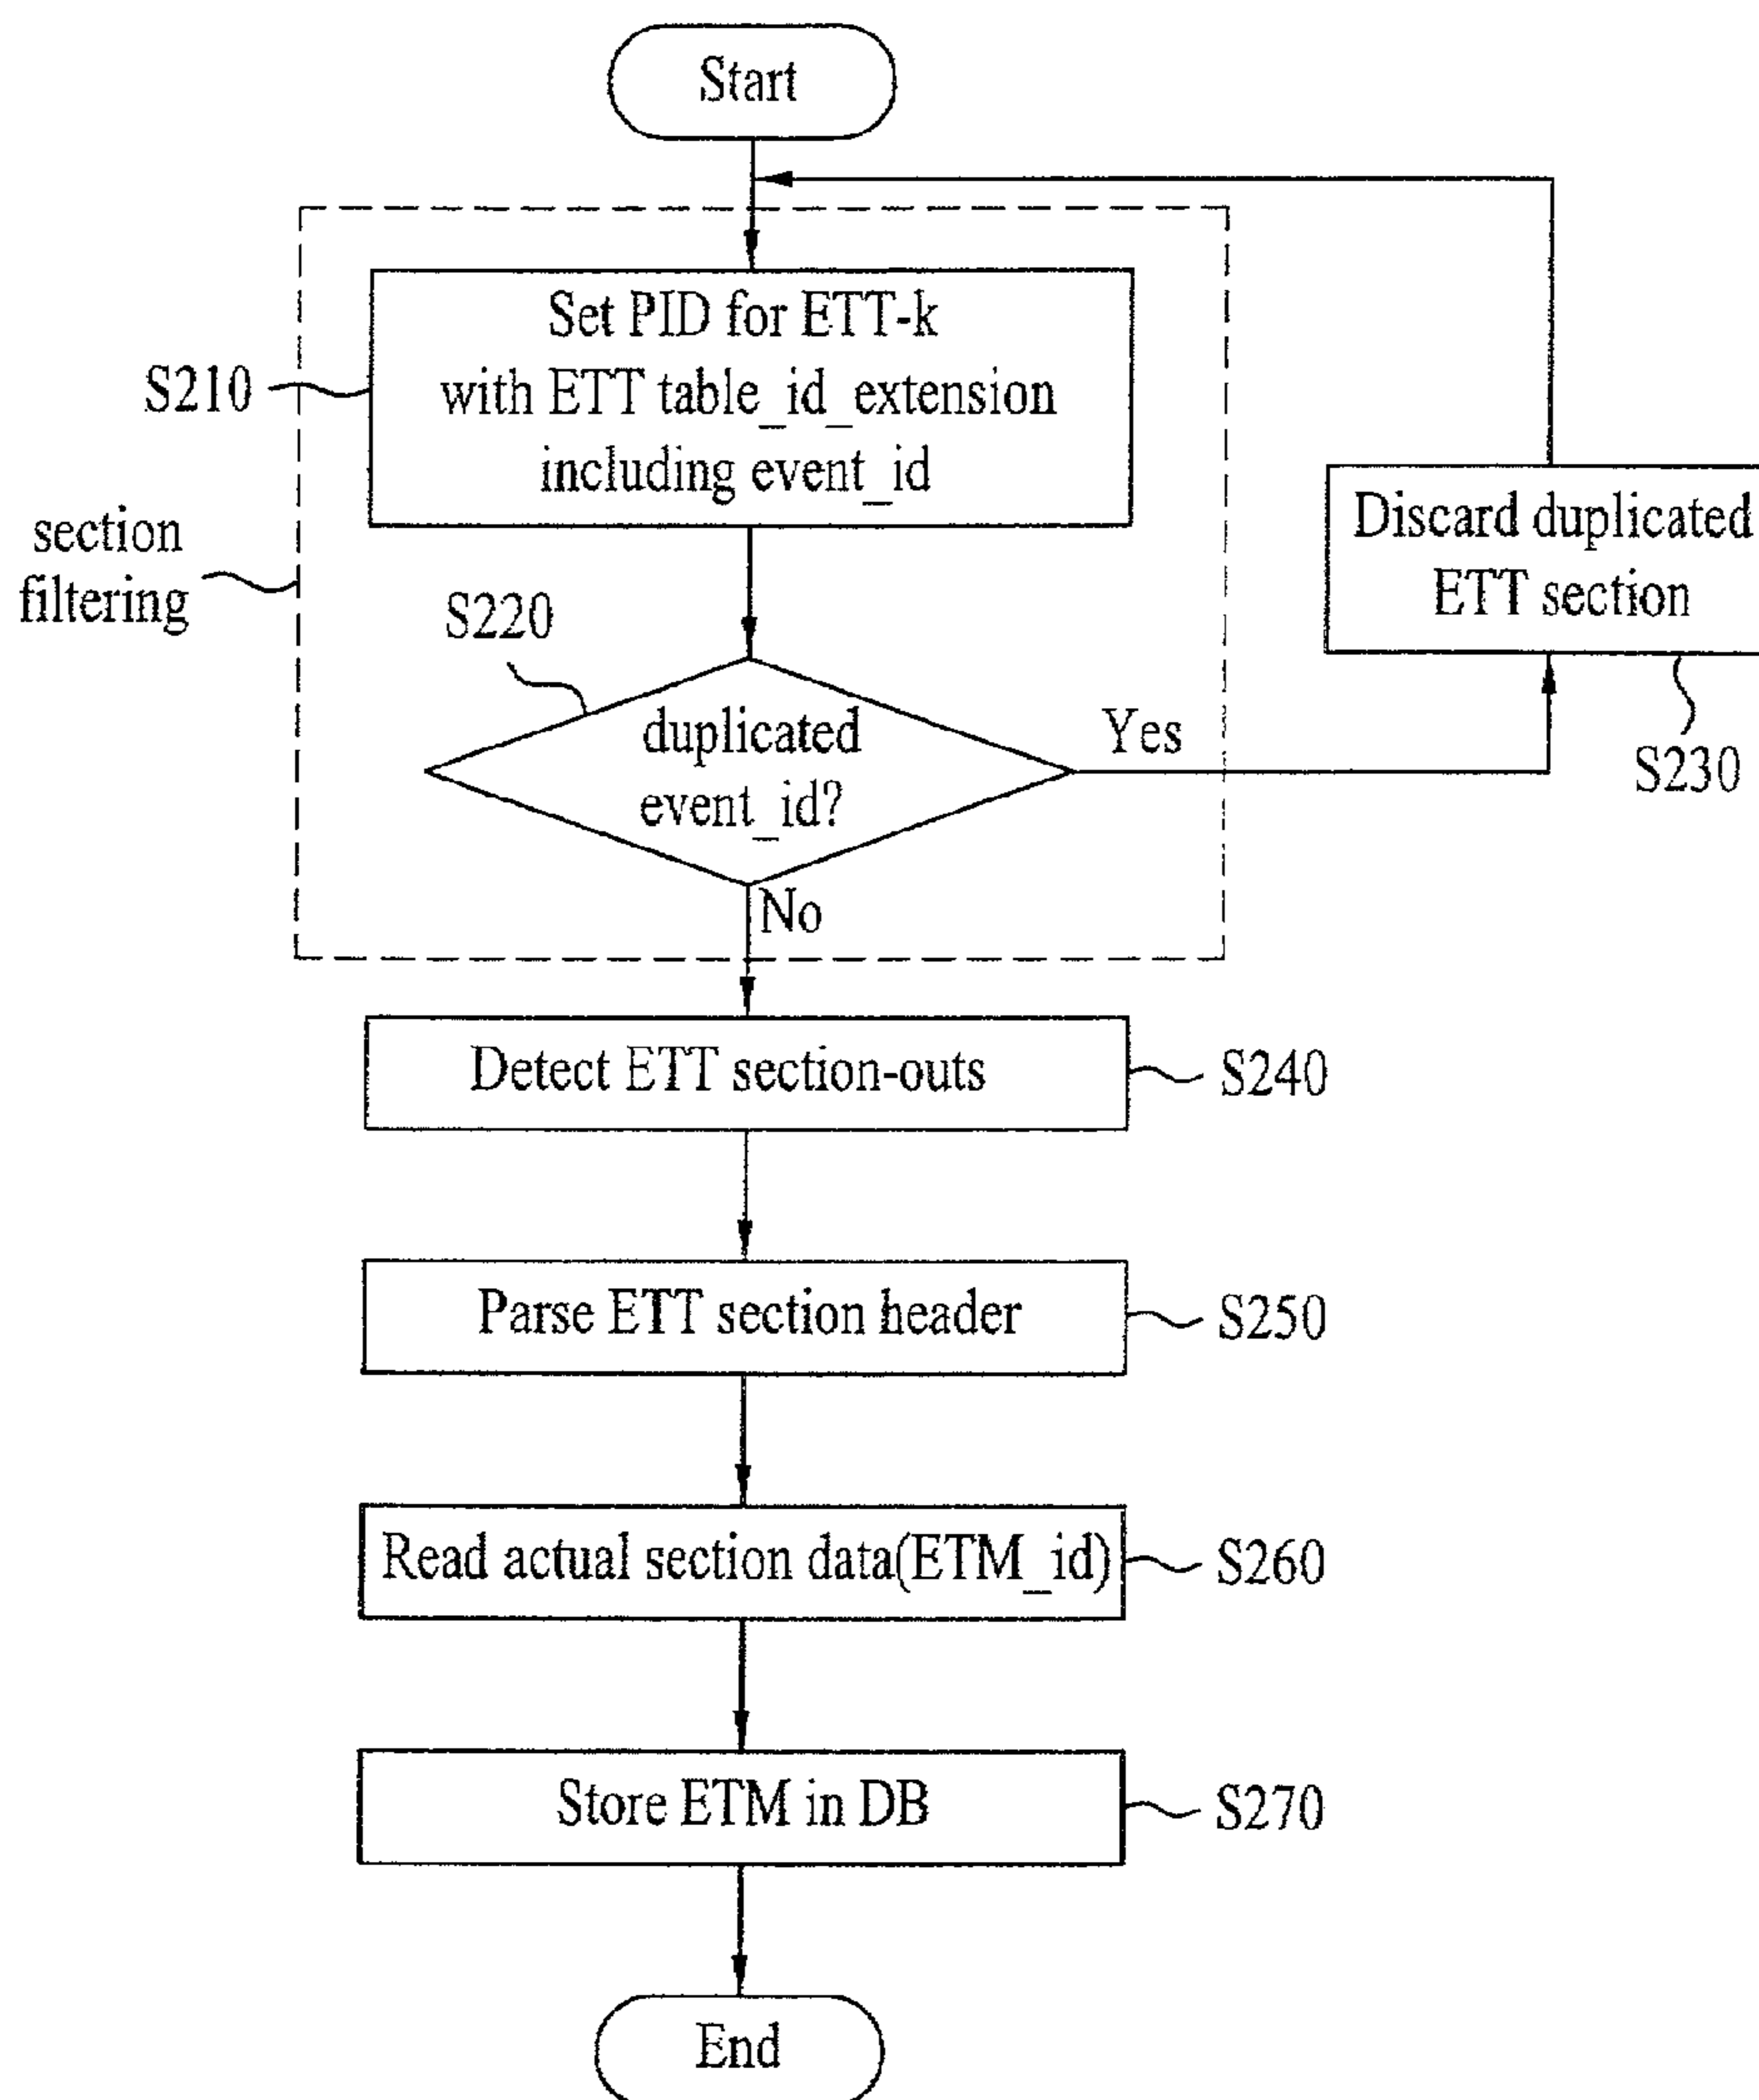 Start
Set PID for ETT-k
with ETT table_id_extension
including event_id
S210
section
filtering
Discard duplicated
ETT section
S220
duplicated
event_id?
Yes
S230
No
Detect ETT section-outs
S240
Parse ETT section header
S250
Read actual section data(ETM_id)
S260
Store ETM in DB
S270
End